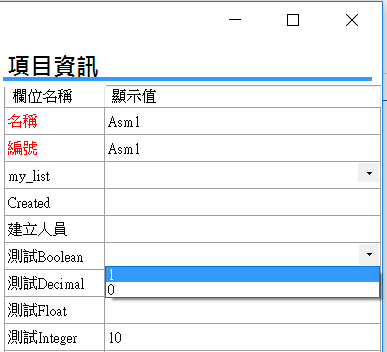 項目資訊
欄位名稱 顯示值
名稱 Asm1
編號 Asm1
my_list
Created
建立人員
測試Boolean
測試Decimal 1
0
測試Float
測試Integer 10